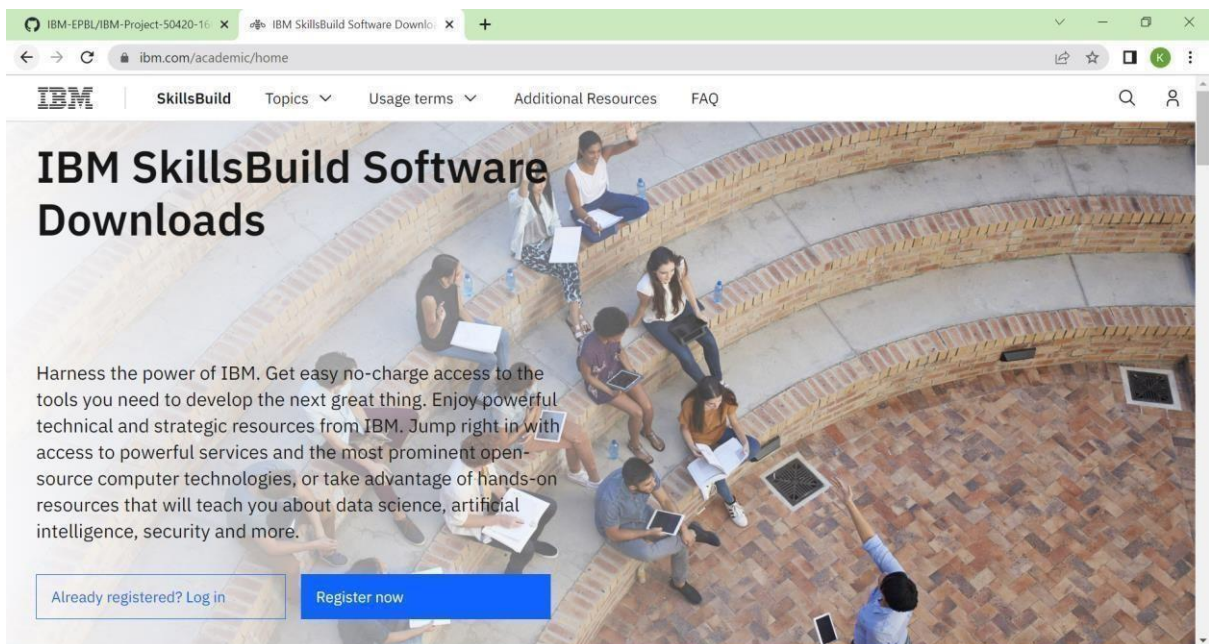 IBM-EPBL/IBM-Project-50420-16
IBM SkillsBuild Software Downlo
ibm.com/academic/home
K
IBM SkillsBuild Topics Usage terms Additional Resources FAQ
IBM SkillsBuild Software
Downloads
Harness the power of IBM. Get easy no-charge access to the
tools you need to develop the next great thing. Enjoy powerful
technical and strategic resources from IBM. Jump right in with
access to powerful services and the most prominent open-
source computer technologies, or take advantage of hands-on
resources that will teach you about data science, artificial
intelligence, security and more.
Already registered? Log in
Register now